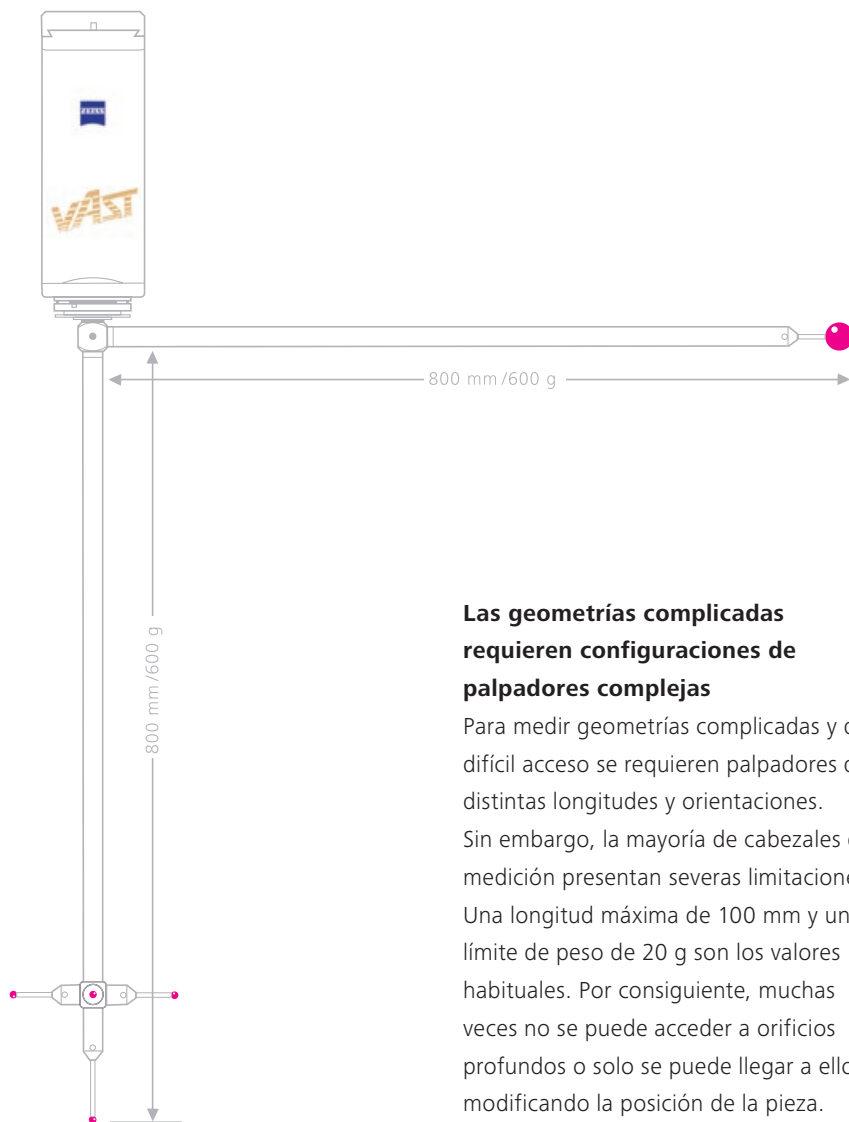 ZEISS
VAST
800 mm/600 g
800 mm/600 g
Las geometrías complicadas
requieren configuraciones de
palpadores complejas
Para medir geometrías complicadas y
difícil acceso se requieren palpadores
distintas longitudes y orientaciones.
Sin embargo, la mayoría de cabezales
medición presentan severas limitacione
Una longitud máxima de 100 mm y un
límite de peso de 20 g son los valores
habituales. Por consiguiente, muchas
veces no se puede acceder a orificios
profundos o solo se puede llegar a ello
modificando la posición de la pieza.